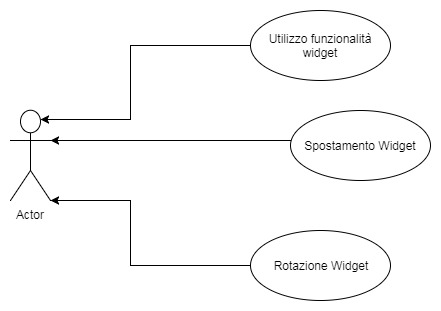 Utilizzo funzionalità
widget
Spostamento Widget
Actor
Rotazione Widget